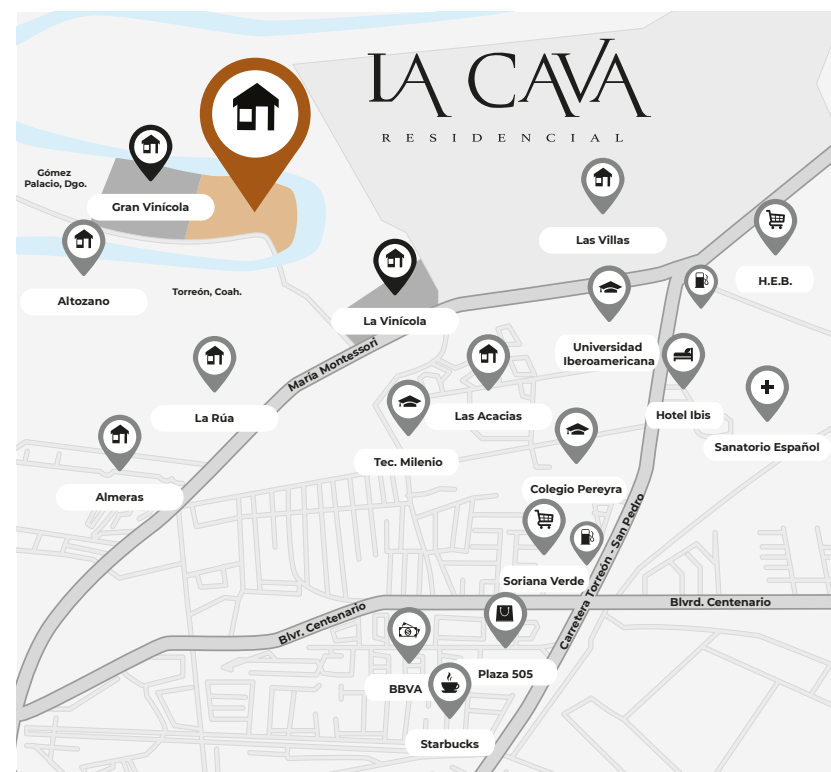 LA CAVA
RESIDENCIAL
Gómez
Palacio, Dgo.
Gran Vinícola
Las Villas
H.E.B.
Altozano
Torreón, Coah.
La Vinícola
Universidad
Iberoamericana
María Montessori
La Rúa
Las Acacias
Hotel Ibis
Sanatorio Español
Tec. Milenio
Almeras
Colegio Pereyra
Soriana Verde
Carretera Torreón - San Pedro
Blvr. Centenario
Blvrd. Centenario
Plaza 505
BBVA
Starbucks